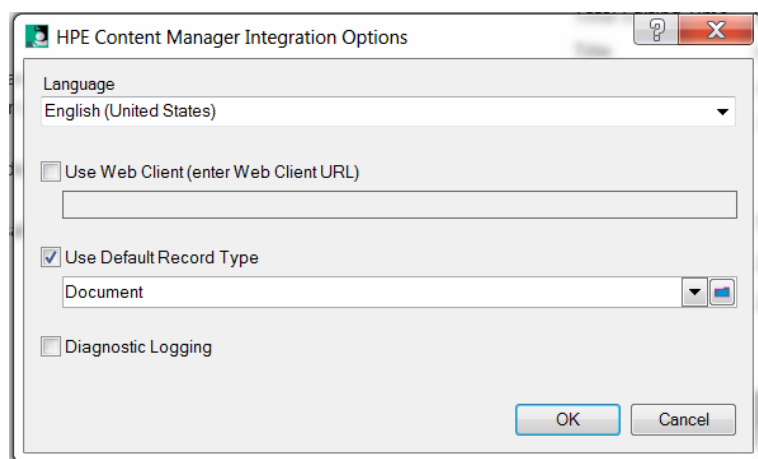 HPE Content Manager Integration Options
Language
English (United States)
Use Web Client (enter Web Client URL)
Use Default Record Type
Document
Diagnostic Logging
OK Cancel